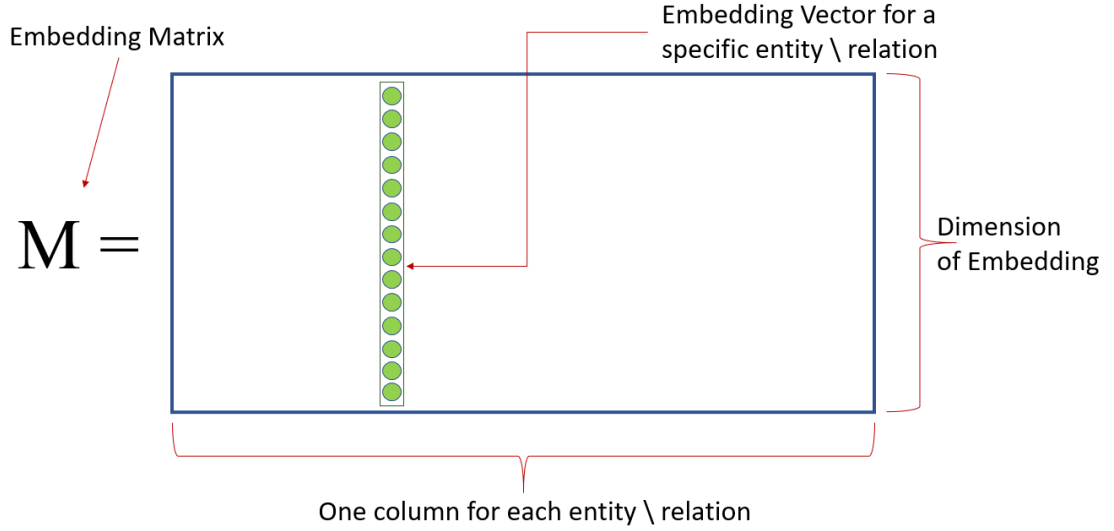 Embedding Matrix
Embedding Vector for a
specific entity \ relation
M =
Dimension
of Embedding
One column for each entity \ relation